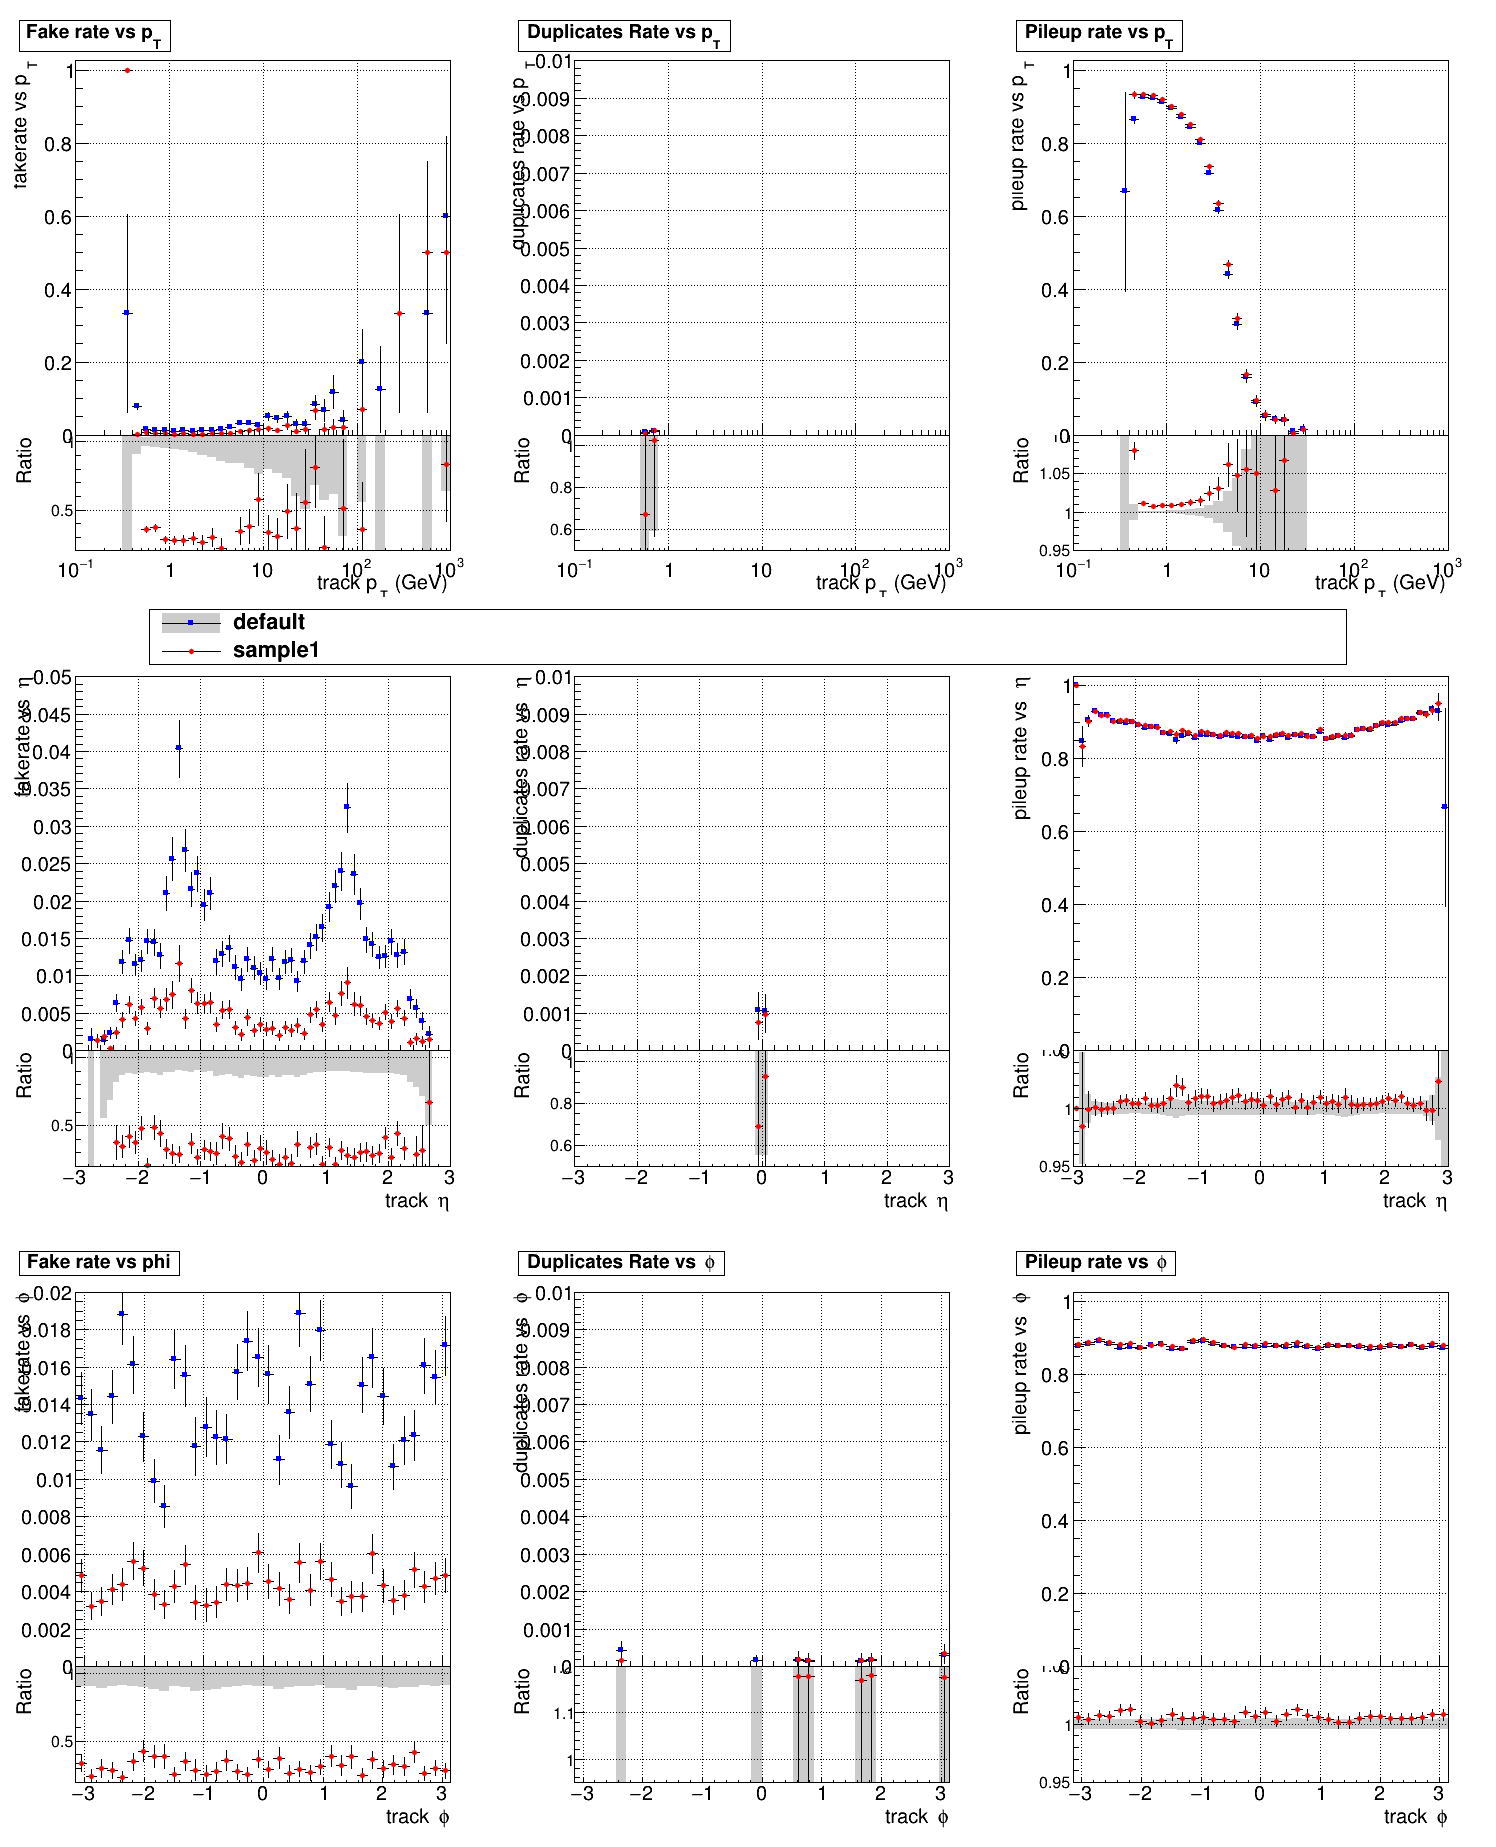 Fake rate vs p_T
Duplicates Rate vs p_T
Pileup rate vs p_T
fakerate vs p_T
1
0.8
0.6
0.4
0.2
0
Ratio
0.5
10^-1 1 10 10^2 10^3
track p_T (GeV)
duplicates rate vs p_T
0.01
0.009
0.008
0.007
0.006
0.005
0.004
0.003
0.002
0.001
0
Ratio
1
0.8
0.6
10^-1 1 10 10^2 10^3
track p_T (GeV)
pileup rate vs p_T
1
0.8
0.6
0.4
0.2
0
Ratio
1.05
1
0.95
10^-1 1 10 10^2 10^3
track p_T (GeV)
default
sample1
fakerate vs η
0.05
0.045
0.04
0.035
0.03
0.025
0.02
0.015
0.01
0.005
0
Ratio
0.5
−3 −2 −1 0 1 2 3
track η
duplicates rate vs η
0.01
0.009
0.008
0.007
0.006
0.005
0.004
0.003
0.002
0.001
0
Ratio
1
0.8
0.6
−3 −2 −1 0 1 2 3
track η
pileup rate vs η
1
0.8
0.6
0.4
0.2
0
Ratio
1
0.95
−3 −2 −1 0 1 2 3
track η
Fake rate vs phi
Duplicates Rate vs ϕ
Pileup rate vs ϕ
fakerate vs ϕ
0.02
0.018
0.016
0.014
0.012
0.01
0.008
0.006
0.004
0.002
0
Ratio
0.5
−3 −2 −1 0 1 2 3
track ϕ
duplicates rate vs ϕ
0.01
0.009
0.008
0.007
0.006
0.005
0.004
0.003
0.002
0.001
0
Ratio
1.1
1
−3 −2 −1 0 1 2 3
track ϕ
pileup rate vs ϕ
1
0.8
0.6
0.4
0.2
0
Ratio
1
0.95
−3 −2 −1 0 1 2 3
track ϕ